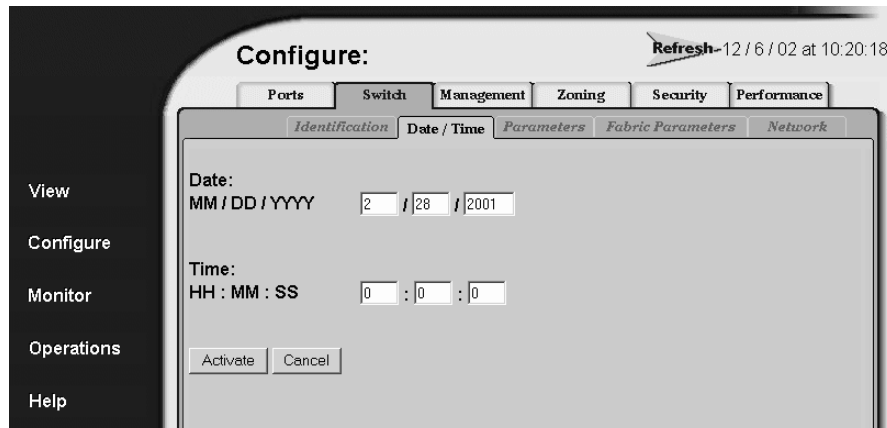 Configure:
Refresh-12 / 6 / 02 at 10:20:18
Ports Switch Management Zoning Security Performance
Identification Date / Time Parameters Fabric Parameters Network
View
Configure
Monitor
Operations
Help
Date:
MM / DD / YYYY 2 / 28 / 2001
Time:
HH : MM : SS 0 : 0 : 0
Activate Cancel